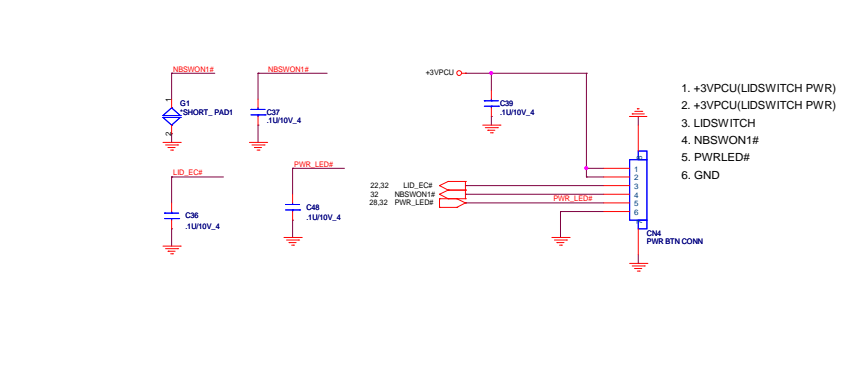 NBSWON1#
NBSWON1#
+3VPCU
1
G1
*SHORT_ PAD1
2
C37
.1U/10V_4
C39
.1U/10V_4
1. +3VPCU(LIDSWITCH PWR)
2. +3VPCU(LIDSWITCH PWR)
3. LIDSWITCH
4. NBSWON1#
5. PWRLED#
6. GND
LID_EC#
PWR_LED#
C36
.1U/10V_4
C48
.1U/10V_4
22,32 LID_EC#
32 NBSWON1#
28,32 PWR_LED#
PWR_LED#
1
2
3
4
5
6
CN4
PWR BTN CONN